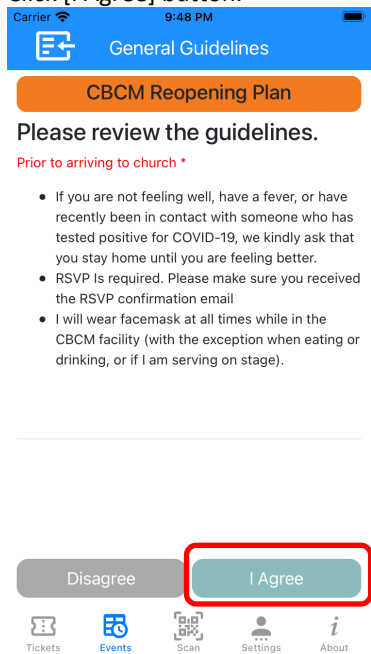 Click [I Agree] button.
Carrier 9:48 PM
General Guidelines
CBCM Reopening Plan
Please review the guidelines.
Prior to arriving to church *
• If you are not feeling well, have a fever, or have
recently been in contact with someone who has
tested positive for COVID-19, we kindly ask that
you stay home until you are feeling better.
• RSVP Is required. Please make sure you received
the RSVP confirmation email
• I will wear facemask at all times while in the
CBCM facility (with the exception when eating or
drinking, or if I am serving on stage).
Disagree I Agree
Tickets Events Scan Settings About